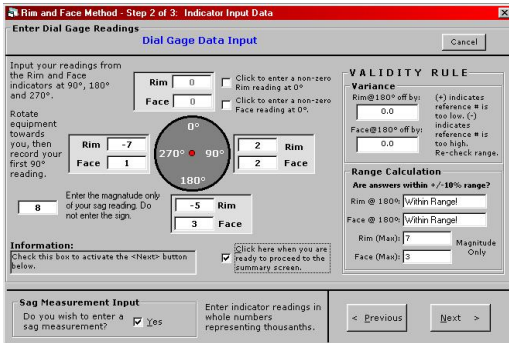 Rim and Face Method - Step 2 of 3: Indicator Input Data
Enter Dial Gage Readings
Dial Gage Data Input
Cancel
Input your readings from
the Rim and Face
indicators at 90°, 180°
and 270°.
Rotate
equipment
towards
you, then
record your
first 90°
reading.
Rim 0
Face 0
Click to enter a non-zero
Rim reading at 0°
Click to enter a non-zero
Face reading at 0°.
0°
270° 90°
180°
Rim -7
Face 1
2 Rim
2 Face
-5 Rim
3 Face
8
Enter the magnatude only
of your sag reading. Do
not enter the sign.
Information:
Check this box to activate the <Next> button
below.
Click here when you are
ready to proceed to the
summary screen.
VALIDITY RULE
Variance
Rim@180° off by:
0.0
Face@180° off by:
0.0
(+) indicates
reference # is
too low. (-)
indicates
reference # is
too high.
Re-check range.
Range Calculation
Are answers within +/-10% range?
Rim @ 180°: Within Range!
Face @ 180°: Within Range!
Rim (Max): 7
Face (Max): 3
Magnitude
Only
Sag Measurement Input
Do you wish to enter a
sag measurement?
Yes
Enter indicator readings in
whole numbers
representing thousanths.
< Previous
Next >